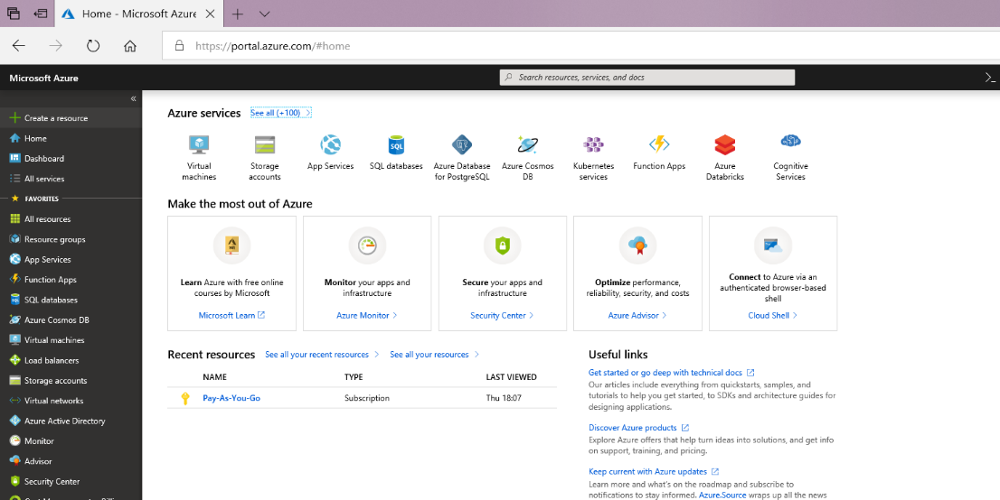 Home - Microsoft Azure
https://portal.azure.com/#home
Microsoft Azure
Search resources, services, and docs
Create a resource
Home
Dashboard
All services
FAVORITES
All resources
Resource groups
App Services
Function Apps
SQL databases
Azure Cosmos DB
Virtual machines
Load balancers
Storage accounts
Virtual networks
Azure Active Directory
Monitor
Advisor
Security Center
Azure services See all (+100)
Virtual
machines
Storage
accounts
App Services
SQL databases
Azure Database
for PostgreSQL
Azure Cosmos
DB
Kubernetes
services
Function Apps
Azure
Databricks
Cognitive
Services
Make the most out of Azure
Learn Azure with free online
courses by Microsoft
Microsoft Learn
Monitor your apps and
infrastructure
Azure Monitor
Secure your apps and
infrastructure
Security Center
Optimize performance,
reliability, security, and costs
Azure Advisor
Connect to Azure via an
authenticated browser-based
shell
Cloud Shell
Recent resources See all your recent resources See all your resources
NAME TYPE LAST VIEWED
Pay-As-You-Go Subscription Thu 18:07
Useful links
Get started or go deep with technical docs
Our articles include everything from quickstarts, samples, and
tutorials to help you get started, to SDKs and architecture guides for
designing applications.
Discover Azure products
Explore Azure offers that help turn ideas into solutions, and get info
on support, training, and pricing.
Keep current with Azure updates
Learn more and what's on the roadmap and subscribe to
notifications to stay informed. Azure.Source wraps up all the news